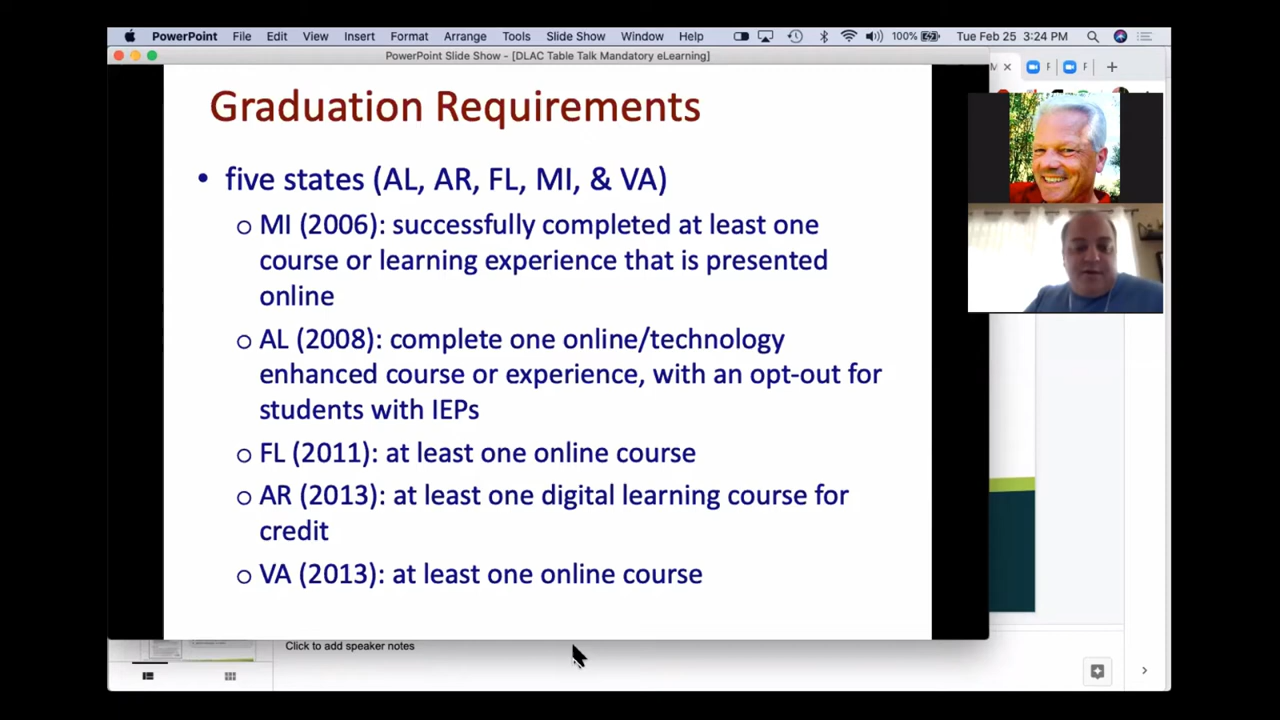 PowerPoint File Edit View Insert Format Arrange Tools Slide Show Window Help 100% Tue Feb 25 3:24 PM
PowerPoint Slide Show - [DLAC Table Talk Mandatory eLearning]
Graduation Requirements
• five states (AL, AR, FL, MI, & VA)
o MI (2006): successfully completed at least one
course or learning experience that is presented
online
o AL (2008): complete one online/technology
enhanced course or experience, with an opt-out for
students with IEPs
o FL (2011): at least one online course
o AR (2013): at least one digital learning course for
credit
o VA (2013): at least one online course
Click to add speaker notes